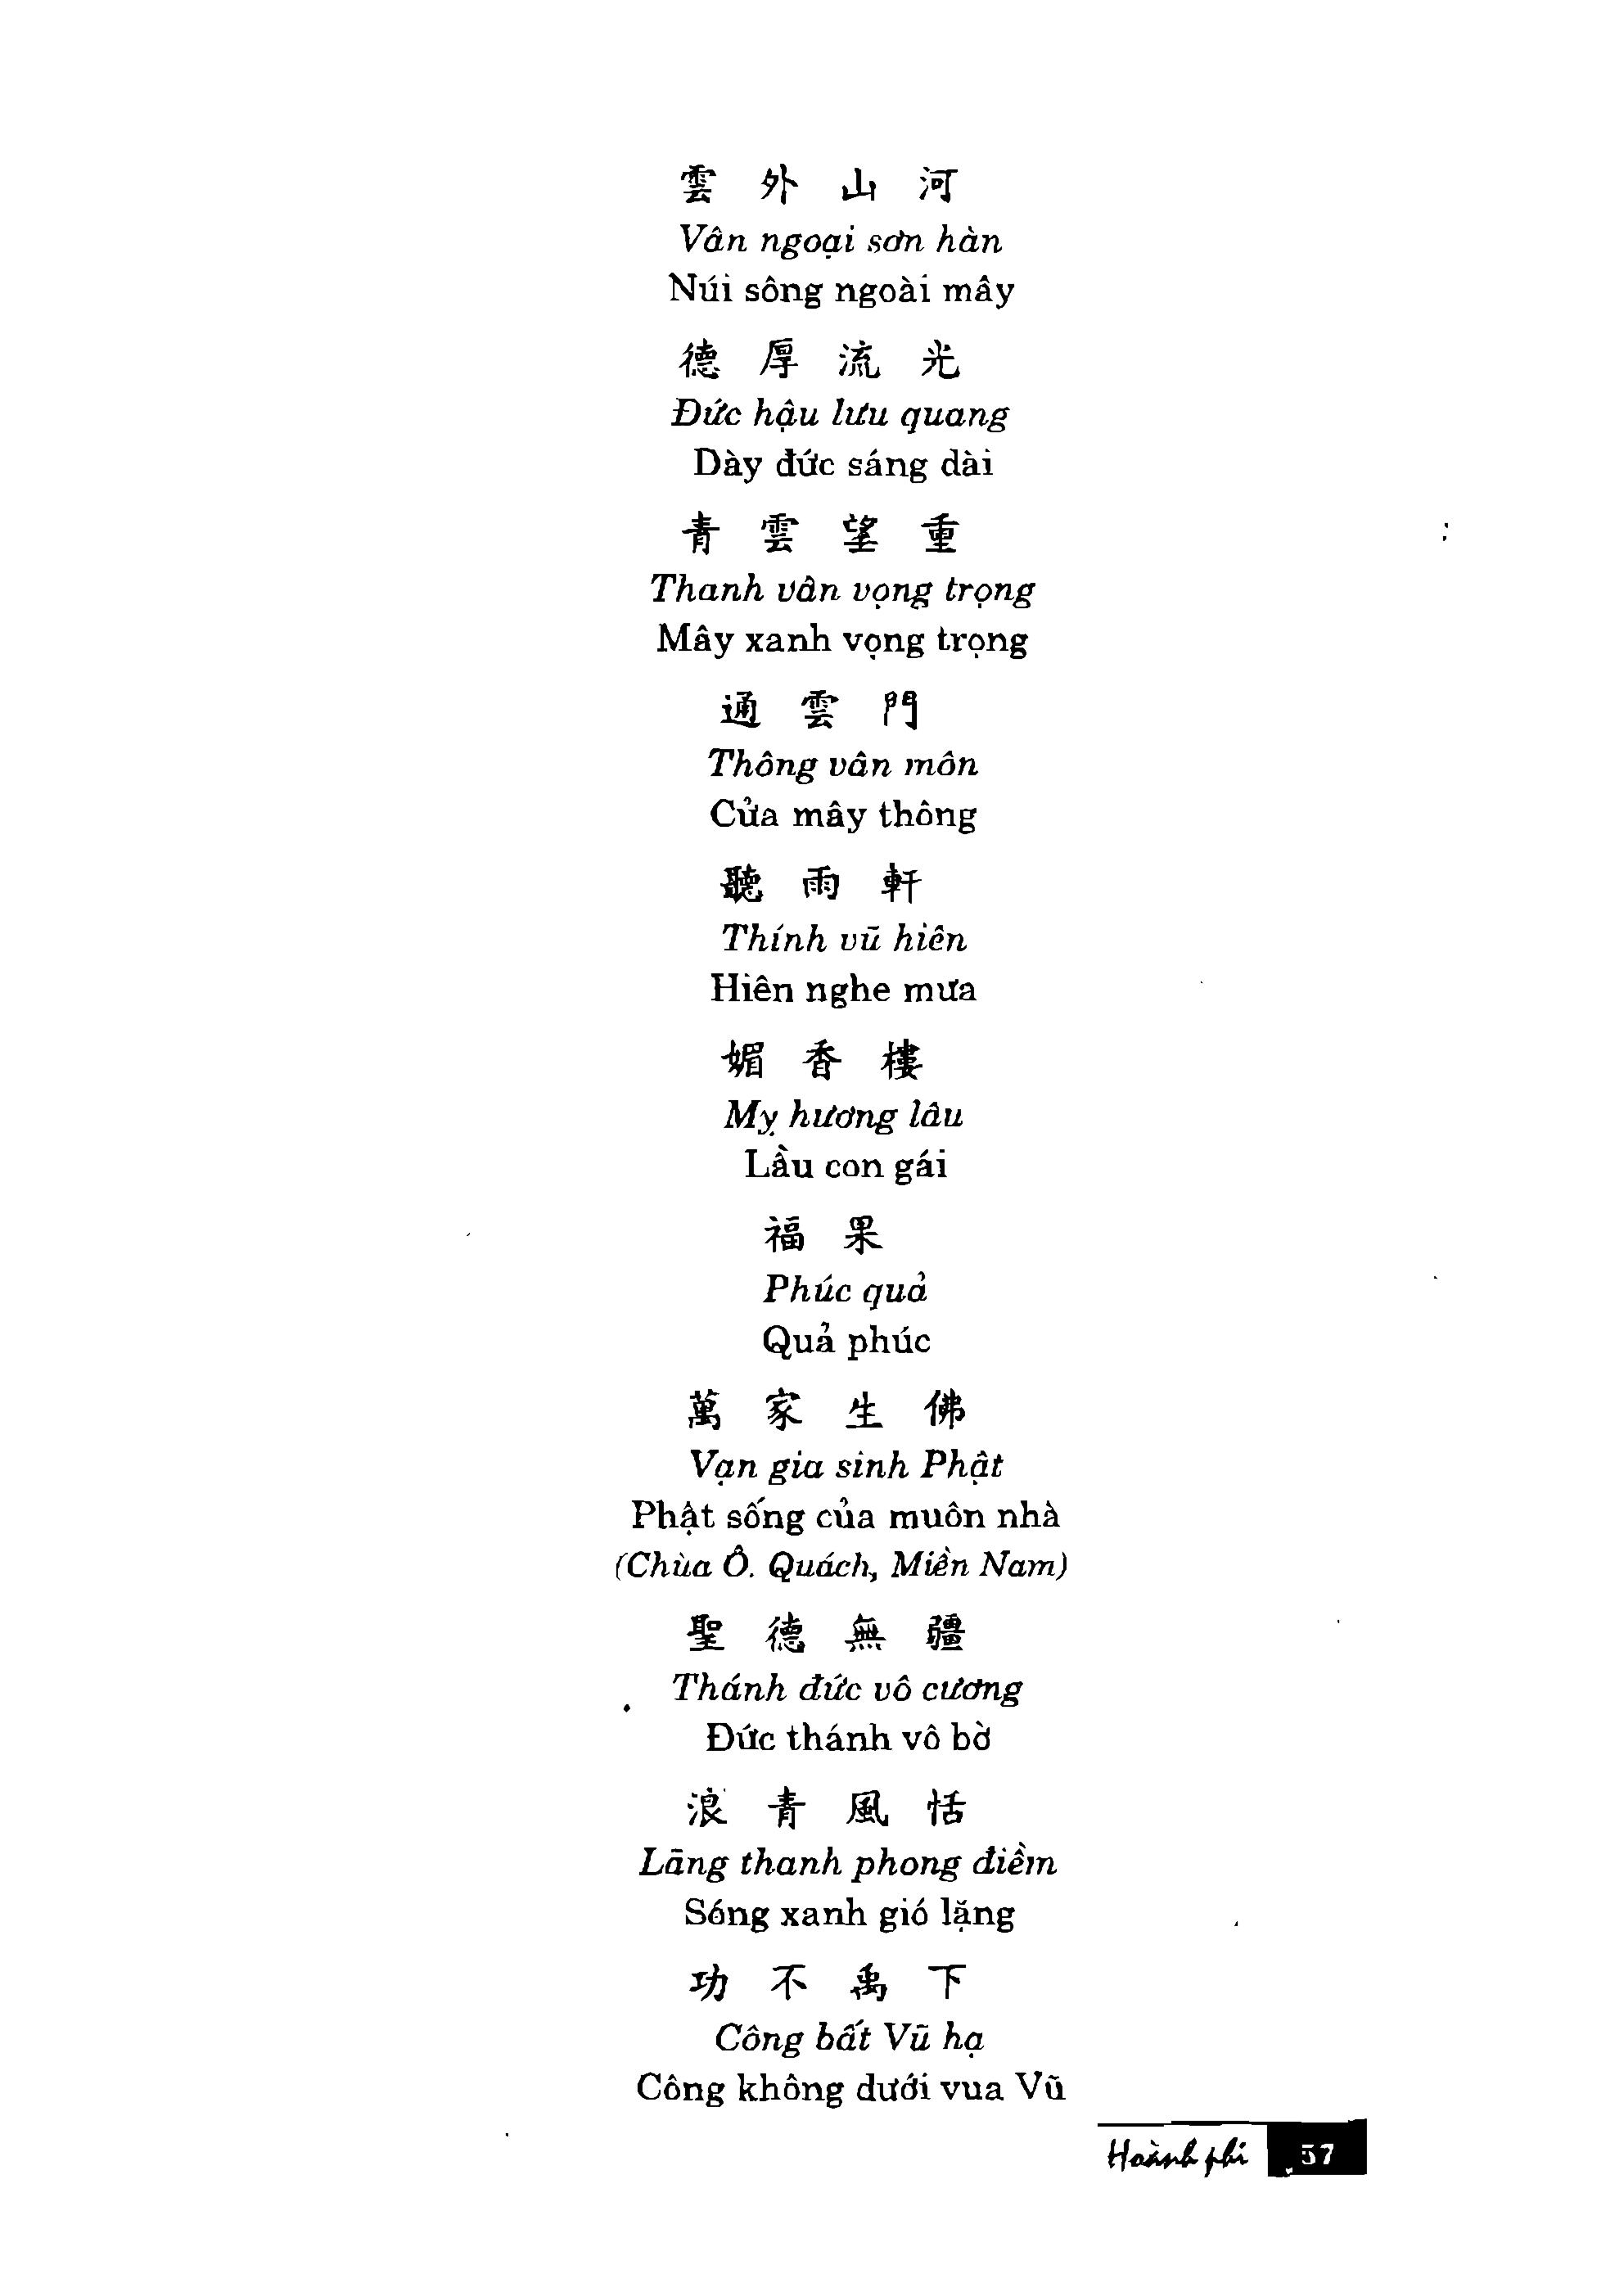 雲 外 山 河
Vân ngoại sơn hàn
Núi sông ngoài mây
德 厚 流 光
Đức hậu lưu quang
Dày đức sáng dài
青 雲 望 重
Thanh vân vọng trọng
Mây xanh vọng trọng
通 雲 門
Thông vân môn
Cửa mây thông
聽 雨 軒
Thính vũ hiên
Hiên nghe mưa
媚 香 樓
Mỵ hương lâu
Lầu con gái
福 果
Phúc quả
Quả phúc
萬 家 生 佛
Vạn gia sinh Phật
Phật sống của muôn nhà
(Chùa Ô. Quách, Miền Nam)
聖 德 無 疆
Thánh đức vô cương
Đức thánh vô bờ
浪 青 風 恬
Lãng thanh phong điềm
Sóng xanh gió lặng
功 不 禹 下
Công bất Vũ hạ
Công không dưới vua Vũ
Hoành phi 57